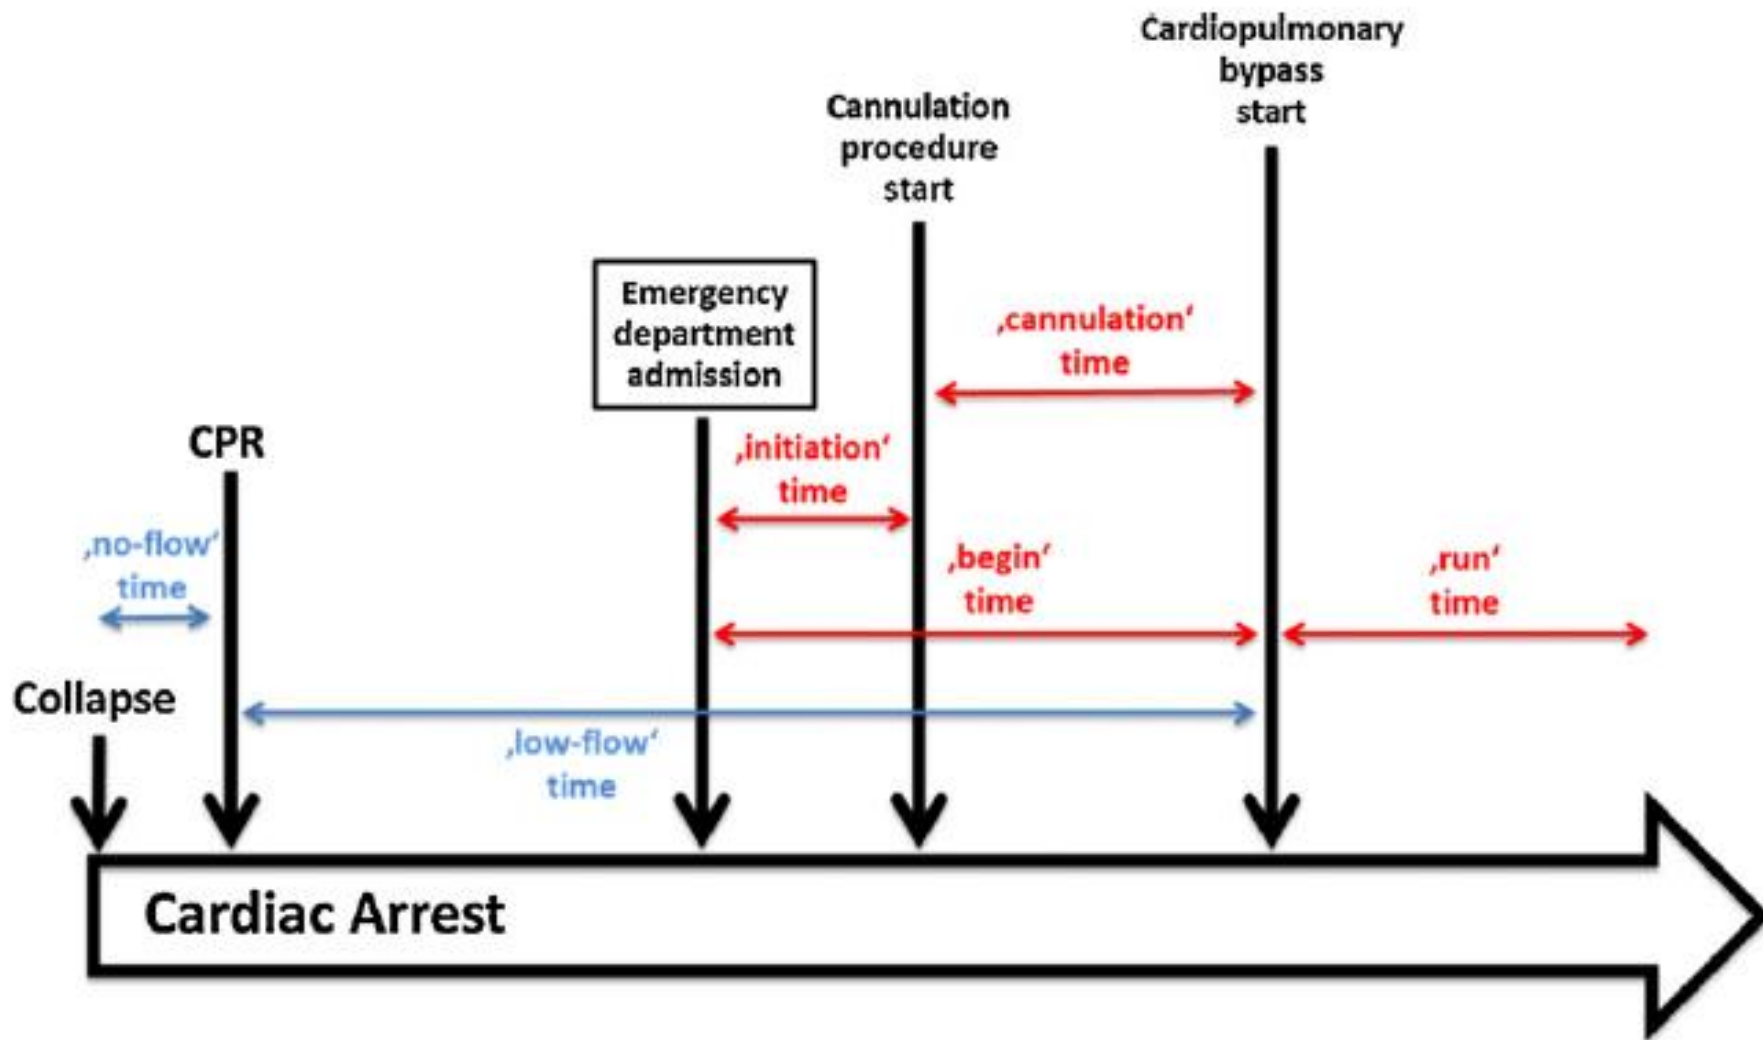 Cardiopulmonary
bypass
start
Cannulation
procedure
start
Emergency
department
admission
‚cannulation‘
time
CPR
‚initiation‘
time
‚no-flow‘
time
‚begin‘
time
‚run‘
time
Collapse
‚low-flow‘
time
Cardiac Arrest